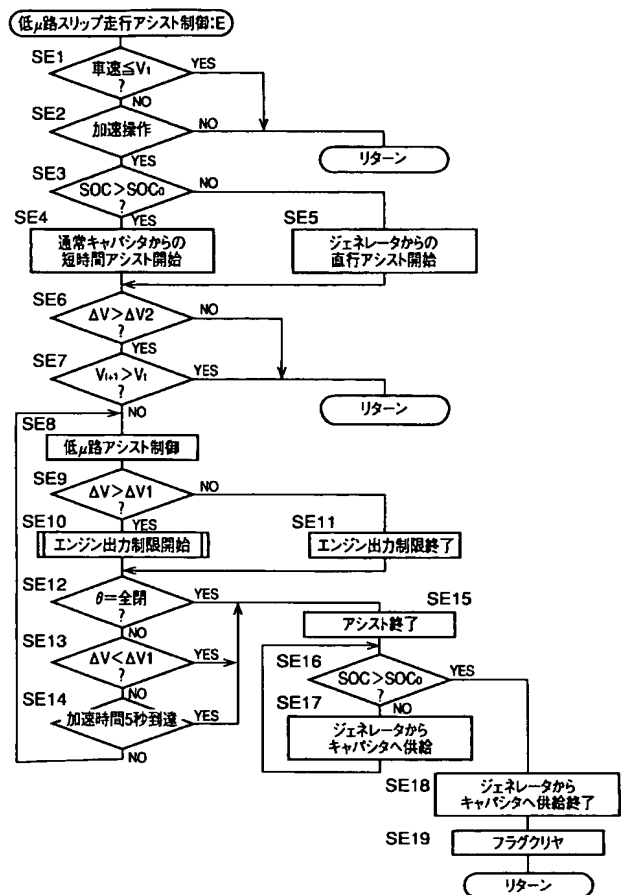 低μ路スリップ走行アシスト制御:E
SE1
車速≦V1
?
YES
NO
SE2
加速操作
NO
YES
リターン
SE3
SOC>SOC0
?
NO
YES
SE4
通常キャパシタからの
短時間アシスト開始
SE5
ジェネレータからの
直行アシスト開始
SE6
ΔV>ΔV2
?
NO
YES
SE7
Vi+1>Vi
?
YES
NO
リターン
SE8
低μ路アシスト制御
SE9
ΔV>ΔV1
?
NO
YES
SE10
エンジン出力制限開始
SE11
エンジン出力制限終了
SE12
θ=全閉
?
YES
NO
SE13
ΔV<ΔV1
?
YES
NO
SE14
加速時間5秒到達
YES
NO
SE15
アシスト終了
SE16
SOC>SOC0
?
YES
NO
SE17
ジェネレータから
キャパシタへ供給
SE18
ジェネレータから
キャパシタへ供給終了
SE19
フラグクリヤ
リターン